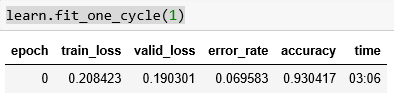 learn.fit_one_cycle(1)
epoch train_loss valid_loss error_rate accuracy time
0 0.208423 0.190301 0.069583 0.930417 03:06